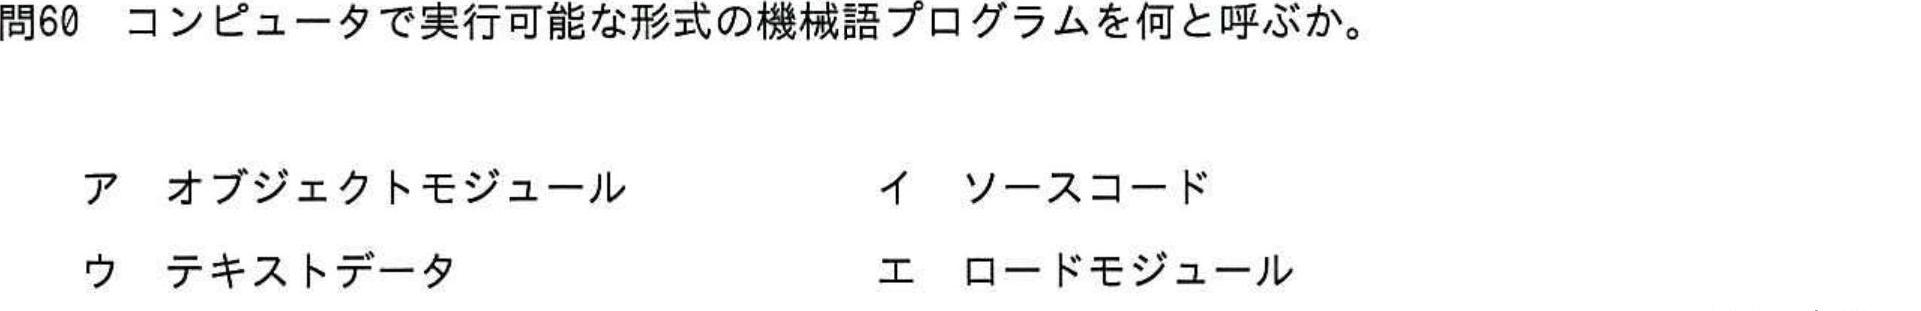 問60　コンピュータで実行可能な形式の機械語プログラムを何と呼ぶか。
ア　オブジェクトモジュール　　　イ　ソースコード
ウ　テキストデータ　　　エ　ロードモジュール